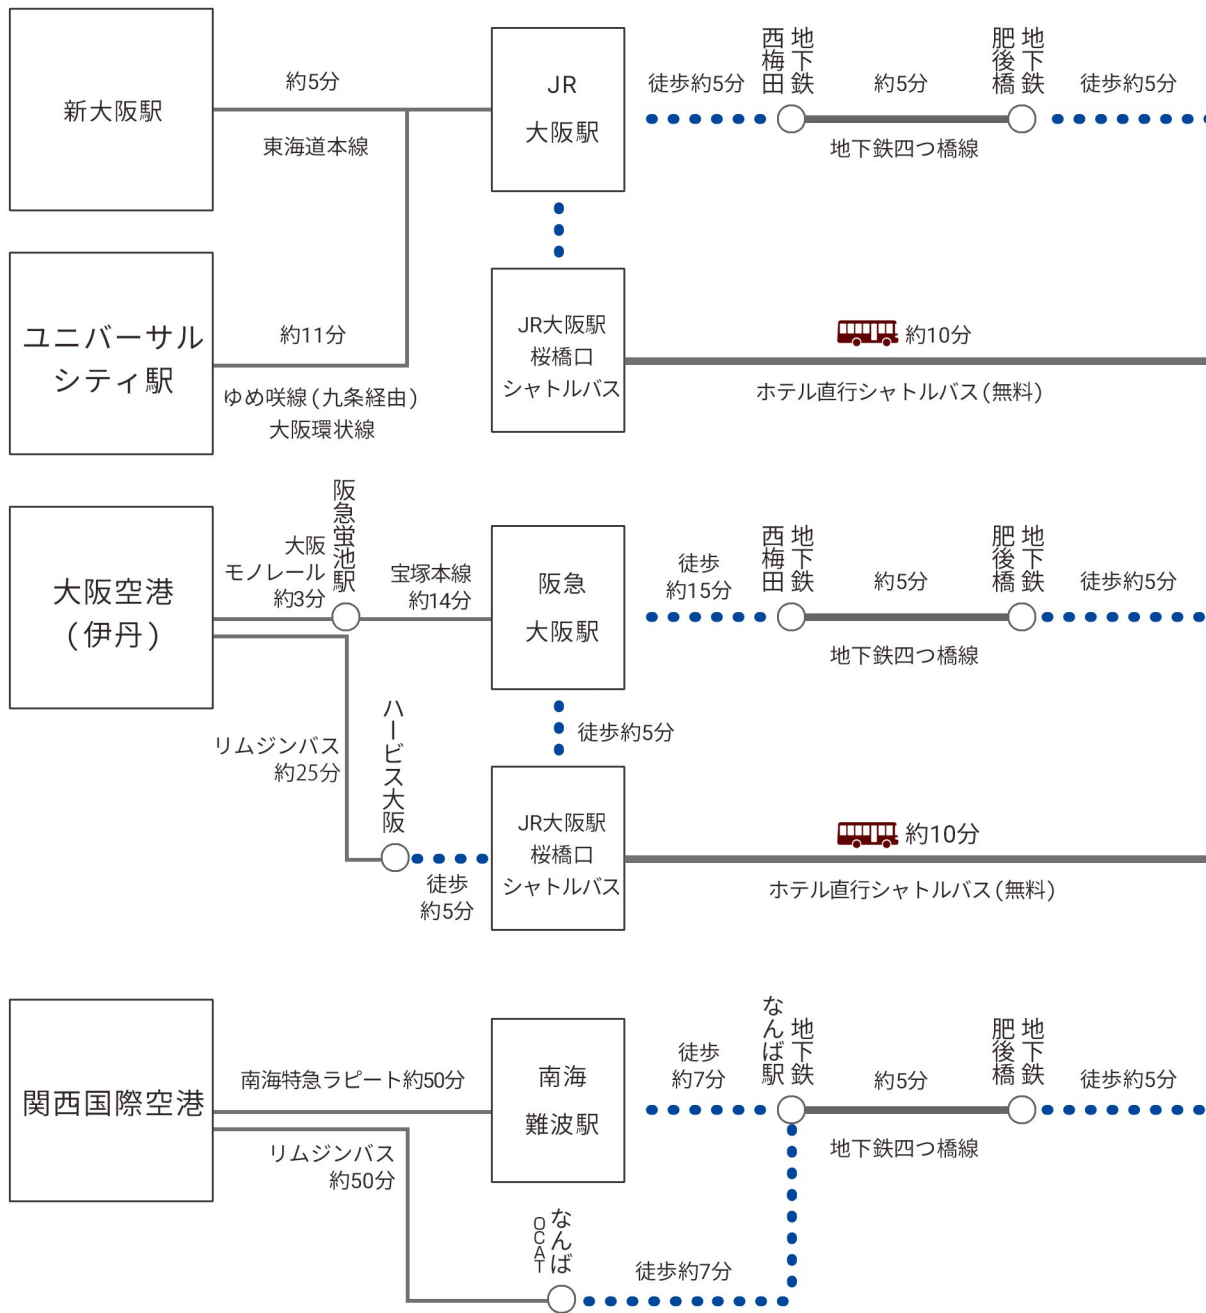 新大阪駅
約5分
東海道本線
JR
大阪駅
徒歩約5分
地下鉄
西梅田
約5分
地下鉄四つ橋線
地下鉄
肥後橋
徒歩約5分
ユニバーサル
シティ駅
約11分
ゆめ咲線(九条経由)
大阪環状線
JR大阪駅
桜橋口
シャトルバス
約10分
ホテル直行シャトルバス(無料)
大阪空港
(伊丹)
大阪
モノレール
約3分
阪急蛍池駅
宝塚本線
約14分
阪急
大阪駅
徒歩
約15分
地下鉄
西梅田
約5分
地下鉄四つ橋線
地下鉄
肥後橋
徒歩約5分
リムジンバス
約25分
ハービス大阪
徒歩
約5分
徒歩約5分
JR大阪駅
桜橋口
シャトルバス
約10分
ホテル直行シャトルバス(無料)
関西国際空港
南海特急ラピート約50分
南海
難波駅
徒歩
約7分
地下鉄
なんば駅
約5分
地下鉄四つ橋線
地下鉄
肥後橋
徒歩約5分
リムジンバス
約50分
なんば
OCAT
徒歩約7分